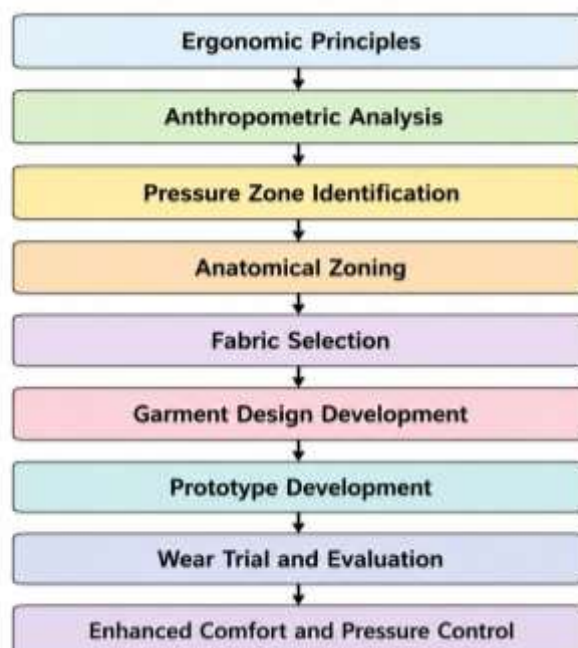 Ergonomic Principles
Anthropometric Analysis
Pressure Zone Identification
Anatomical Zoning
Fabric Selection
Garment Design Development
Prototype Development
Wear Trial and Evaluation
Enhanced Comfort and Pressure Control